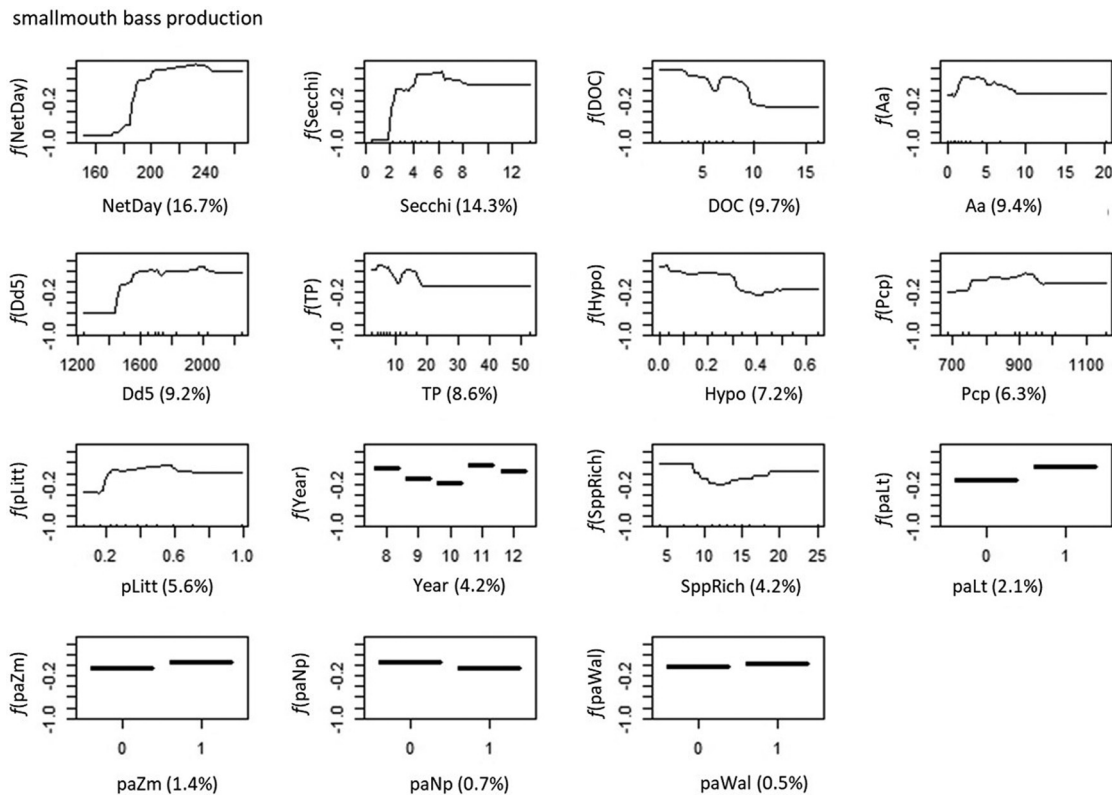 smallmouth bass production
f(NetDay)
-1.0 -0.2
160 200 240
NetDay (16.7%)
f(Secchi)
-1.0 -0.2
0 2 4 6 8 12
Secchi (14.3%)
f(DOC)
-1.0 -0.2
5 10 15
DOC (9.7%)
f(Aa)
-1.0 -0.2
0 5 10 15 20
Aa (9.4%)
f(Dd5)
-1.0 -0.2
1200 1600 2000
Dd5 (9.2%)
f(TP)
-1.0 -0.2
10 20 30 40 50
TP (8.6%)
f(Hypo)
-1.0 -0.2
0.0 0.2 0.4 0.6
Hypo (7.2%)
f(Pcp)
-1.0 -0.2
700 900 1100
Pcp (6.3%)
f(pLitt)
-1.0 -0.2
0.2 0.6 1.0
pLitt (5.6%)
f(Year)
-1.0 -0.2
8 9 10 11 12
Year (4.2%)
f(SppRich)
-1.0 -0.2
5 10 15 20 25
SppRich (4.2%)
f(paLt)
-1.0 -0.2
0 1
paLt (2.1%)
f(paZm)
-1.0 -0.2
0 1
paZm (1.4%)
f(paNp)
-1.0 -0.2
0 1
paNp (0.7%)
f(paWal)
-1.0 -0.2
0 1
paWal (0.5%)